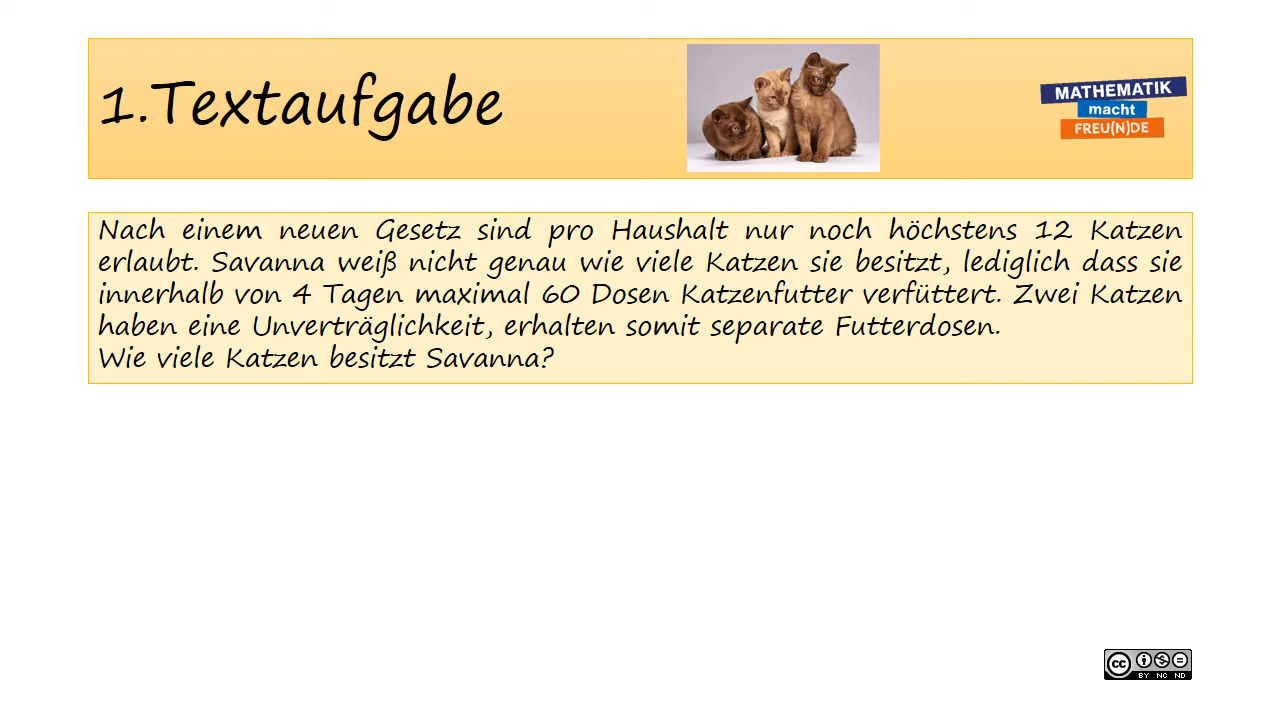 1.Textaufgabe
MATHEMATIK
macht
FREU(N)DE
Nach einem neuen Gesetz sind pro Haushalt nur noch höchstens 12 Katzen
erlaubt. Savanna weiß nicht genau wie viele Katzen sie besitzt, lediglich dass sie
innerhalb von 4 Tagen maximal 60 Dosen Katzenfutter verfüttert. Zwei Katzen
haben eine Unverträglichkeit, erhalten somit separate Futterdosen.
Wie viele Katzen besitzt Savanna?
cc
BY NC ND